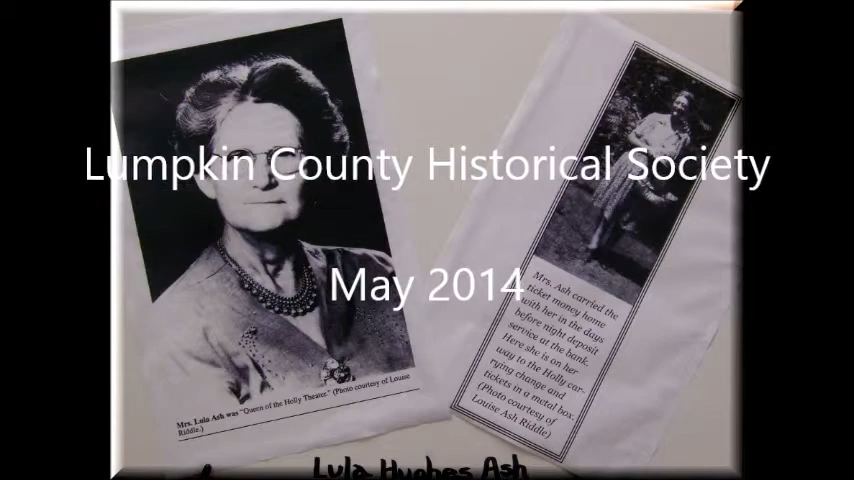 Lumpkin County Historical Society
May 2014
Mrs. Ash carried the
ticket money home
with her in the days
before night deposit
service at the bank.
Here she is on her
way to the Holly car-
rying change and
tickets in a metal box.
(Photo courtesy of
Louise Ash Riddle)
Mrs. Lula Ash was "Queen of the Holly Theatre." (Photo courtesy of Louise
Riddle.)
Lula Hughes Ash